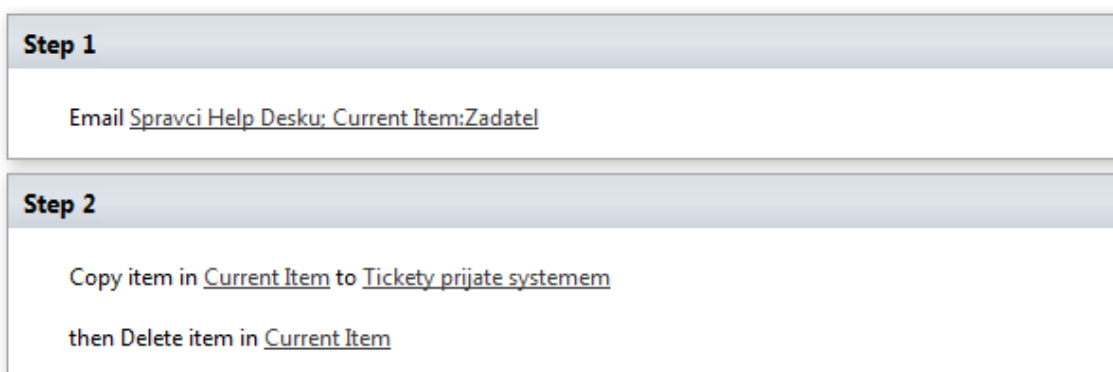 Step 1
Email Spravci Help Desku; Current Item:Zadatel
Step 2
Copy item in Current Item to Tickety prijate systemem
then Delete item in Current Item